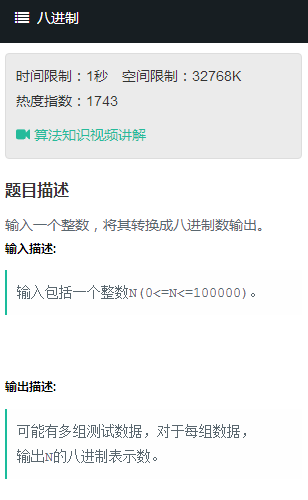 八进制
时间限制：1秒 空间限制：32768K
热度指数：1743
算法知识视频讲解
题目描述
输入一个整数，将其转换成八进制数输出。
输入描述:
输入包括一个整数N(0<=N<=100000)。
输出描述:
可能有多组测试数据，对于每组数据，
输出N的八进制表示数。